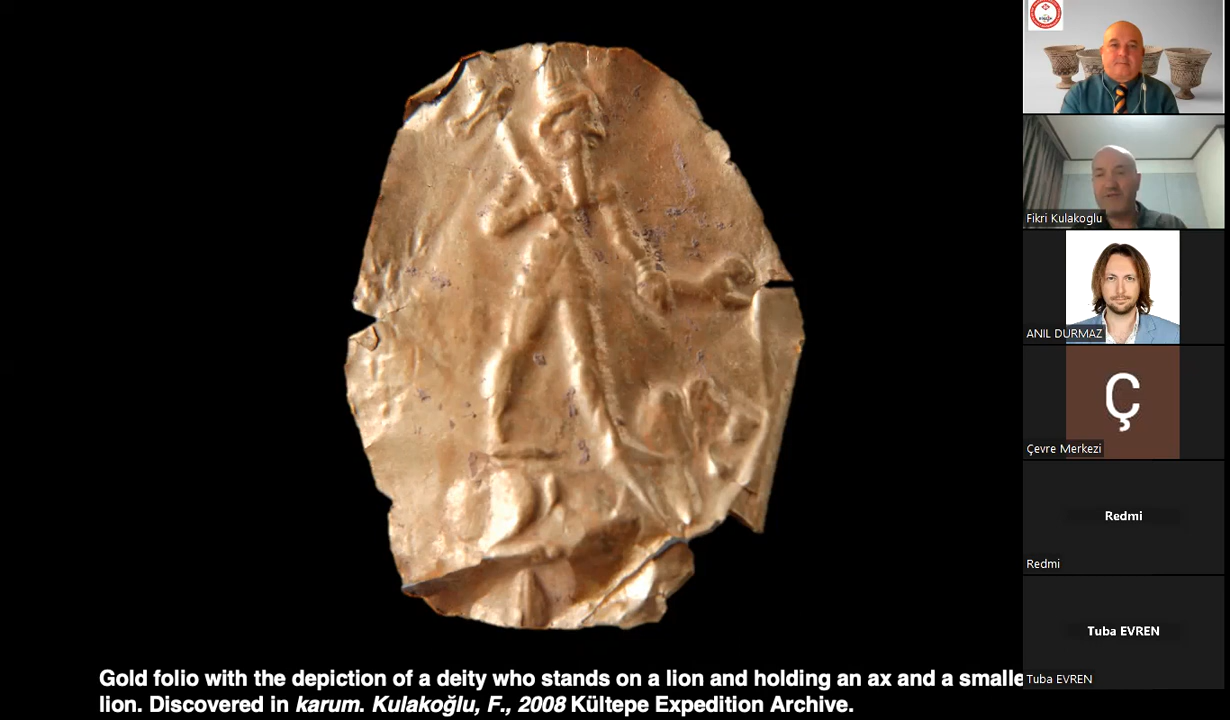 Gold folio with the depiction of a deity who stands on a lion and holding an ax and a smalle
lion. Discovered in karum. Kulakoğlu, F., 2008 Kültepe Expedition Archive.
Fikri Kulakoglu
ANIL DURMAZ
Ç
Çevre Merkezi
Redmi
Redmi
Tuba EVREN
Tuba EVREN